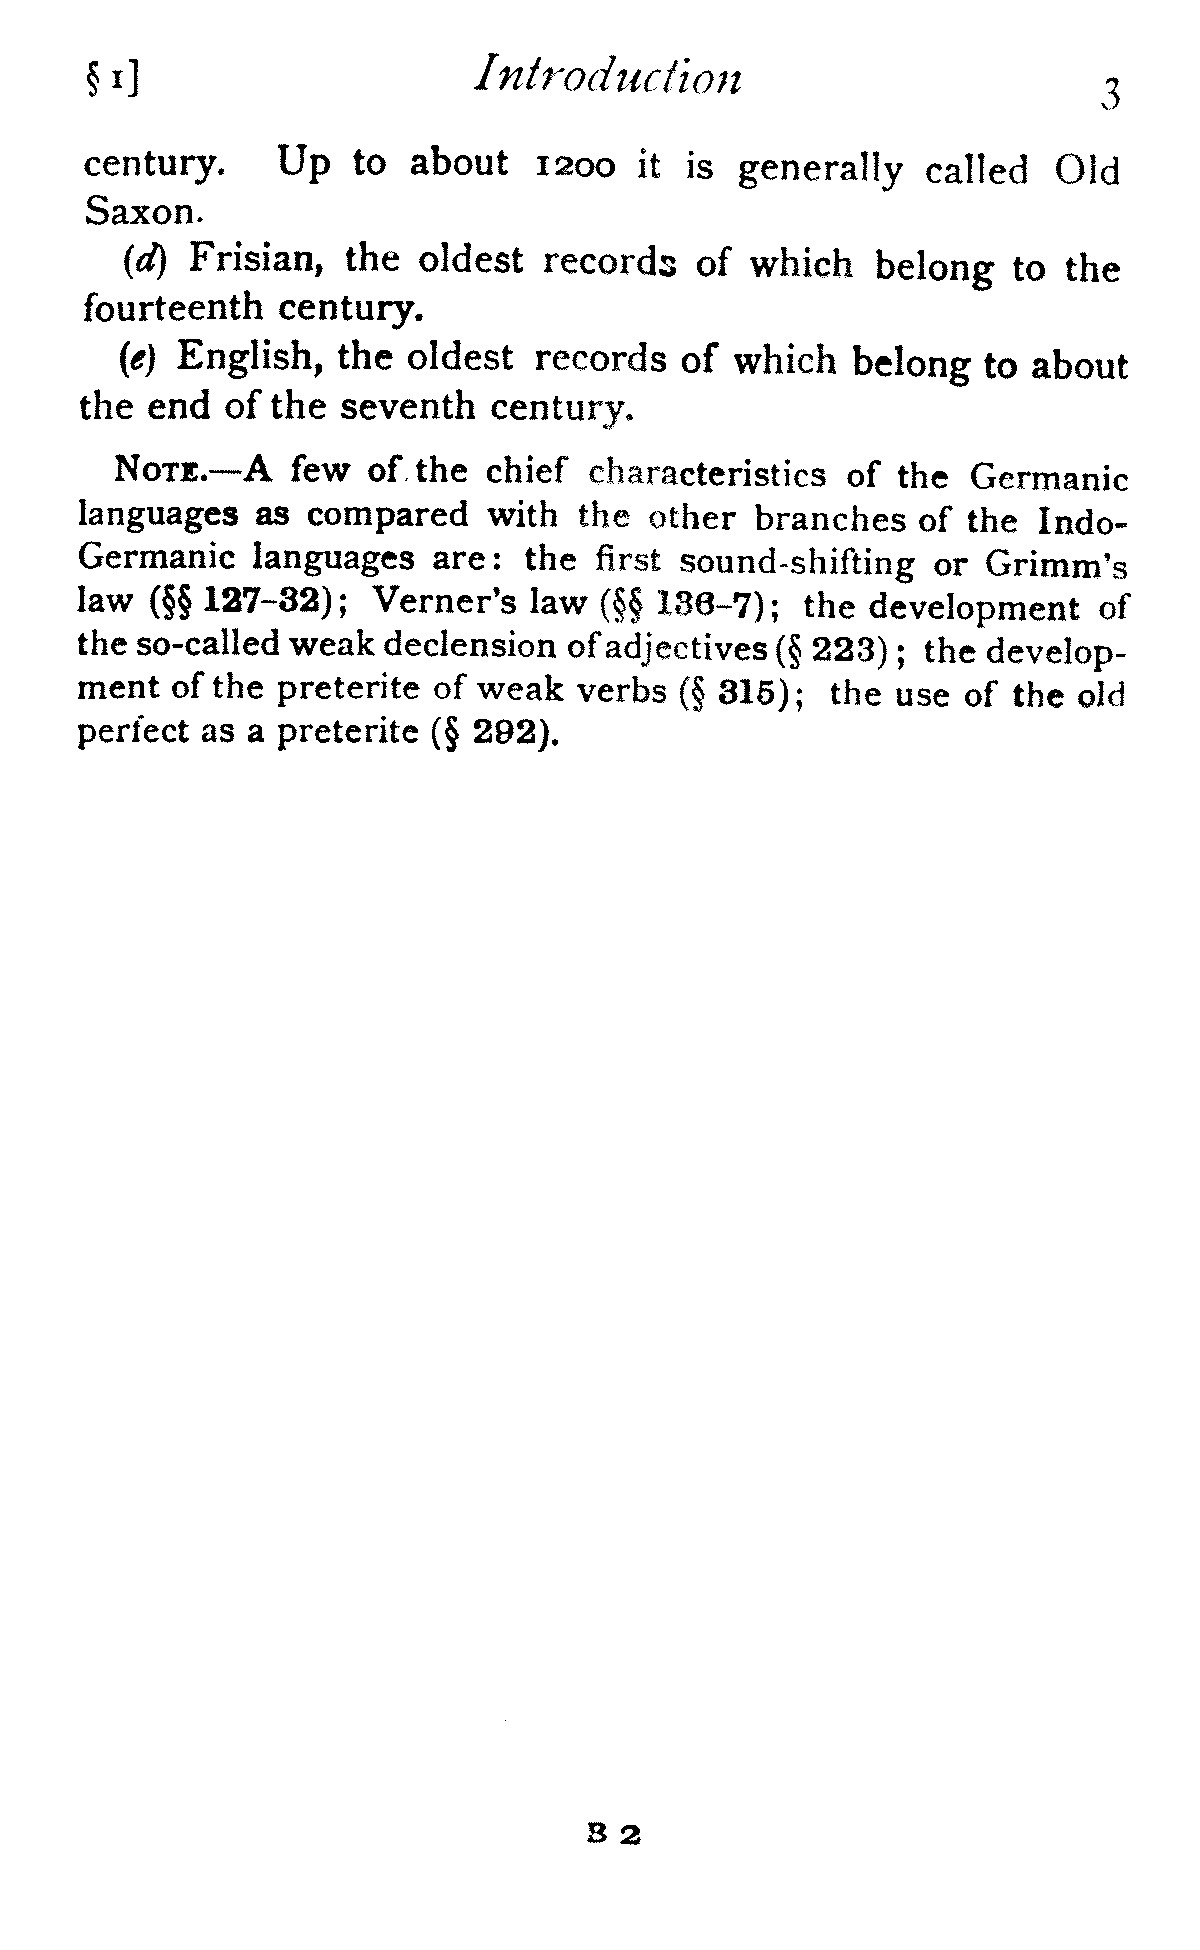 § 1] Introduction 3
century. Up to about 1200 it is generally called Old
Saxon.
(d) Frisian, the oldest records of which belong to the
fourteenth century.
(e) English, the oldest records of which belong to about
the end of the seventh century.
NOTE.—A few of the chief characteristics of the Germanic
languages as compared with the other branches of the Indo-
Germanic languages are: the first sound-shifting or Grimm's
law (§§ 127–32); Verner's law (§§ 136–7); the development of
the so-called weak declension of adjectives (§ 223); the develop-
ment of the preterite of weak verbs (§ 315); the use of the old
perfect as a preterite (§ 292).
B 2